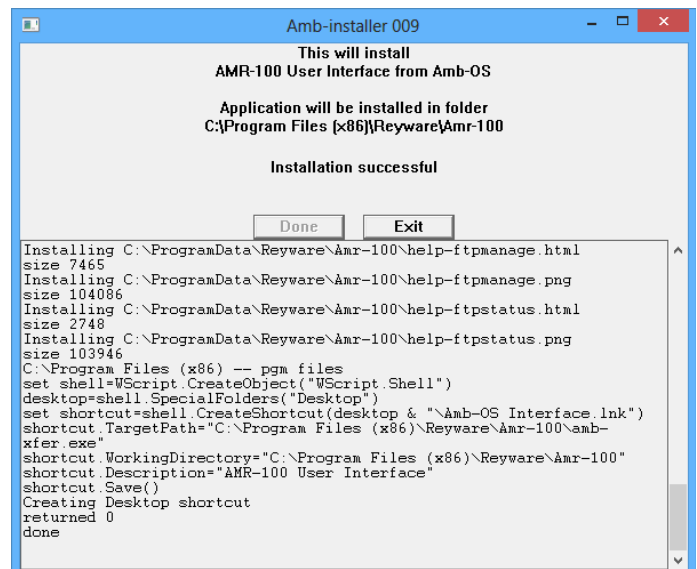 Amb-installer 009
This will install
AMR-100 User Interface from Amb-OS
Application will be installed in folder
C:\Program Files (x86)\Reyware\Amr-100
Installation successful
Done Exit
Installing C:\ProgramData\Reyware\Amr-100\help-ftpmanage.html
size 7465
Installing C:\ProgramData\Reyware\Amr-100\help-ftpmanage.png
size 104086
Installing C:\ProgramData\Reyware\Amr-100\help-ftpstatus.html
size 2748
Installing C:\ProgramData\Reyware\Amr-100\help-ftpstatus.png
size 103946
C:\Program Files (x86) -- pgm files
set shell=WScript.CreateObject("WScript.Shell")
desktop=shell.SpecialFolders("Desktop")
set shortcut=shell.CreateShortcut(desktop & "\Amb-OS Interface.lnk")
shortcut.TargetPath="C:\Program Files (x86)\Reyware\Amr-100\amb-
xfer.exe"
shortcut.WorkingDirectory="C:\Program Files (x86)\Reyware\Amr-100"
shortcut.Description="AMR-100 User Interface"
shortcut.Save()
Creating Desktop shortcut
returned 0
done